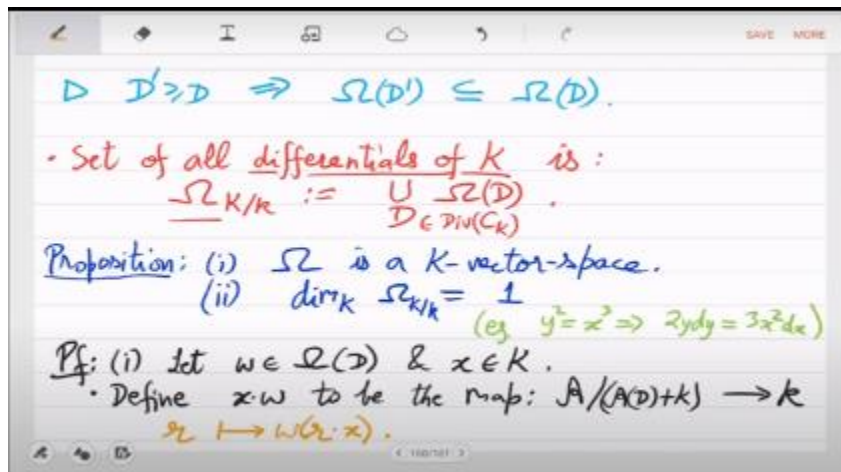 SAVE MORE
▷ D'≥D ⇒ Ω(D') ⊆ Ω(D).
· Set of all differentials of K is:
Ω_{K/k} := ∪_{D∈Div(C_k)} Ω(D).
Proposition: (i) Ω is a K-vector-space.
(ii) dim_K Ω_{K/k} = 1
(eg y²=x³ ⇒ 2ydy = 3x²dx)
Pf: (i) Let w∈Ω(D) & x∈K.
· Define x·w to be the map: A/(A(D)+K) → k
r ↦ w(r·x).